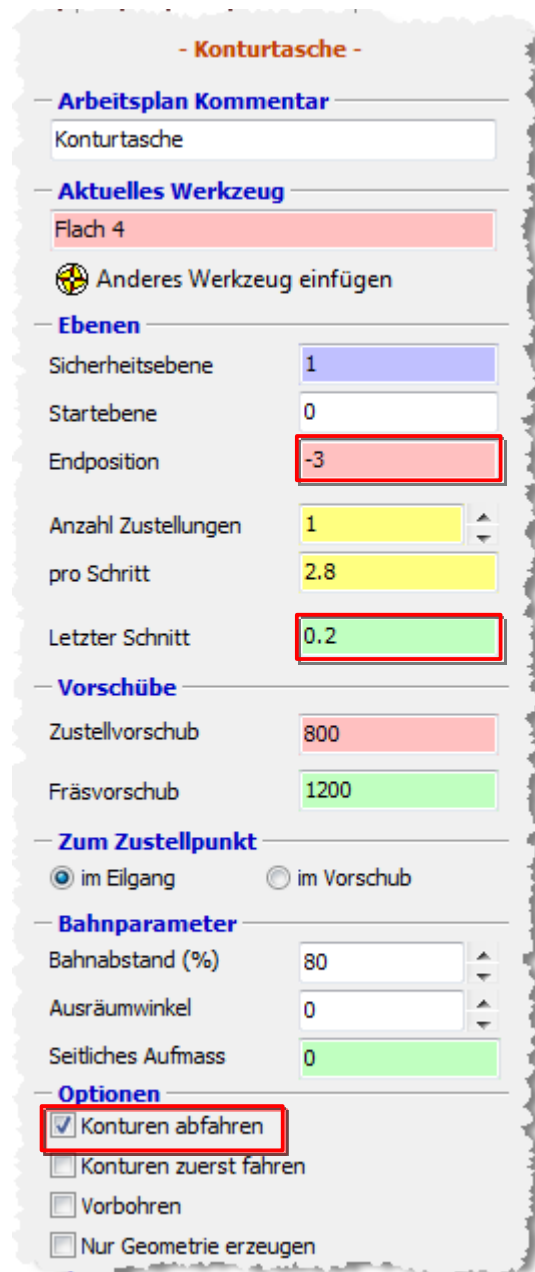 - Konturtasche -
Arbeitsplan Kommentar
Konturtasche
Aktuelles Werkzeug
Flach 4
Anderes Werkzeug einfügen
Ebenen
Sicherheitsebene 1
Startebene 0
Endposition -3
Anzahl Zustellungen 1
pro Schritt 2.8
Letzter Schnitt 0.2
Vorschübe
Zustellvorschub 800
Fräsvorschub 1200
Zum Zustellpunkt
im Eilgang im Vorschub
Bahnparameter
Bahnabstand (%) 80
Ausräumwinkel 0
Seitliches Aufmass 0
Optionen
Konturen abfahren
Konturen zuerst fahren
Vorbohren
Nur Geometrie erzeugen